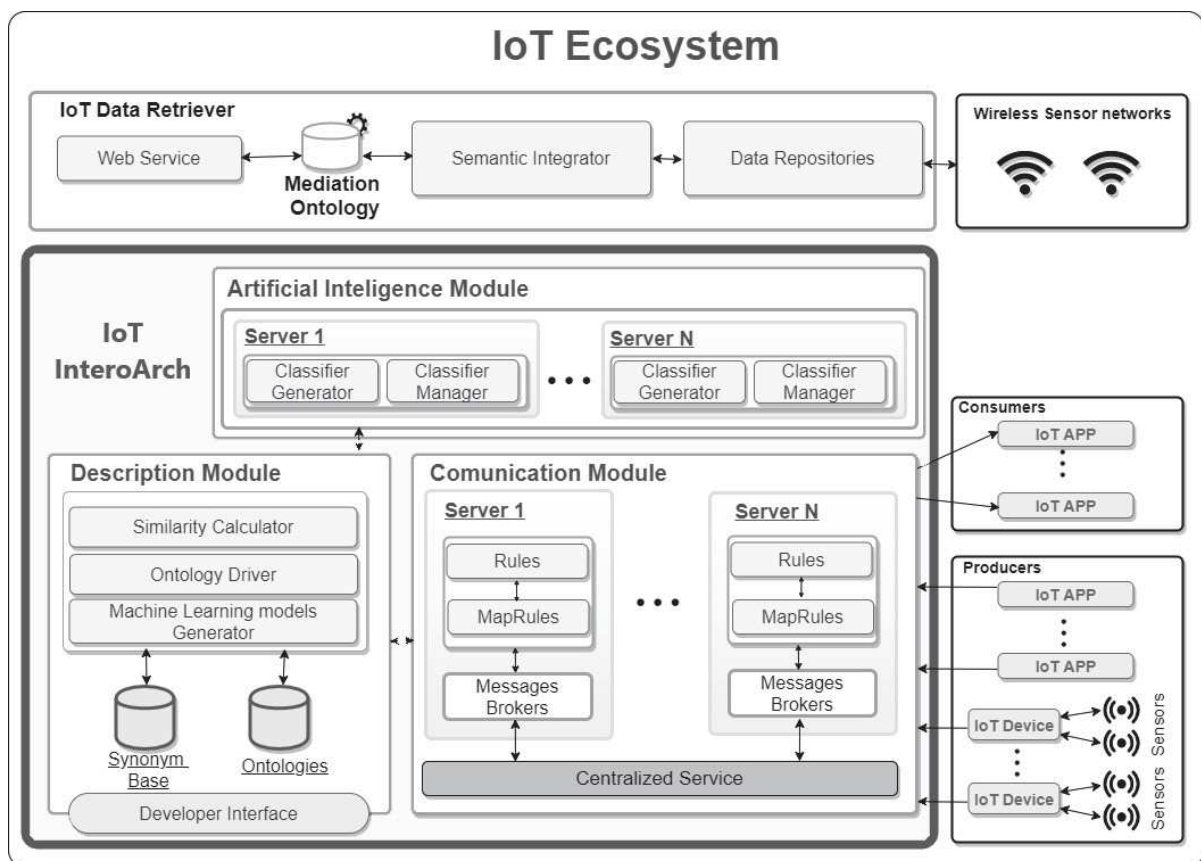 IoT Ecosystem
IoT Data Retriever
Web Service
Mediation
Ontology
Semantic Integrator
Data Repositories
Wireless Sensor networks
IoT
InteroArch
Artificial Inteligence Module
Server 1
Classifier
Generator
Classifier
Manager
Server N
Classifier
Generator
Classifier
Manager
Description Module
Similarity Calculator
Ontology Driver
Machine Learning models
Generator
Synonym
Base
Ontologies
Developer Interface
Comunication Module
Server 1
Rules
MapRules
Messages
Brokers
Server N
Rules
MapRules
Messages
Brokers
Centralized Service
Consumers
IoT APP
IoT APP
Producers
IoT APP
IoT APP
IoT Device
Sensors
IoT Device
Sensors